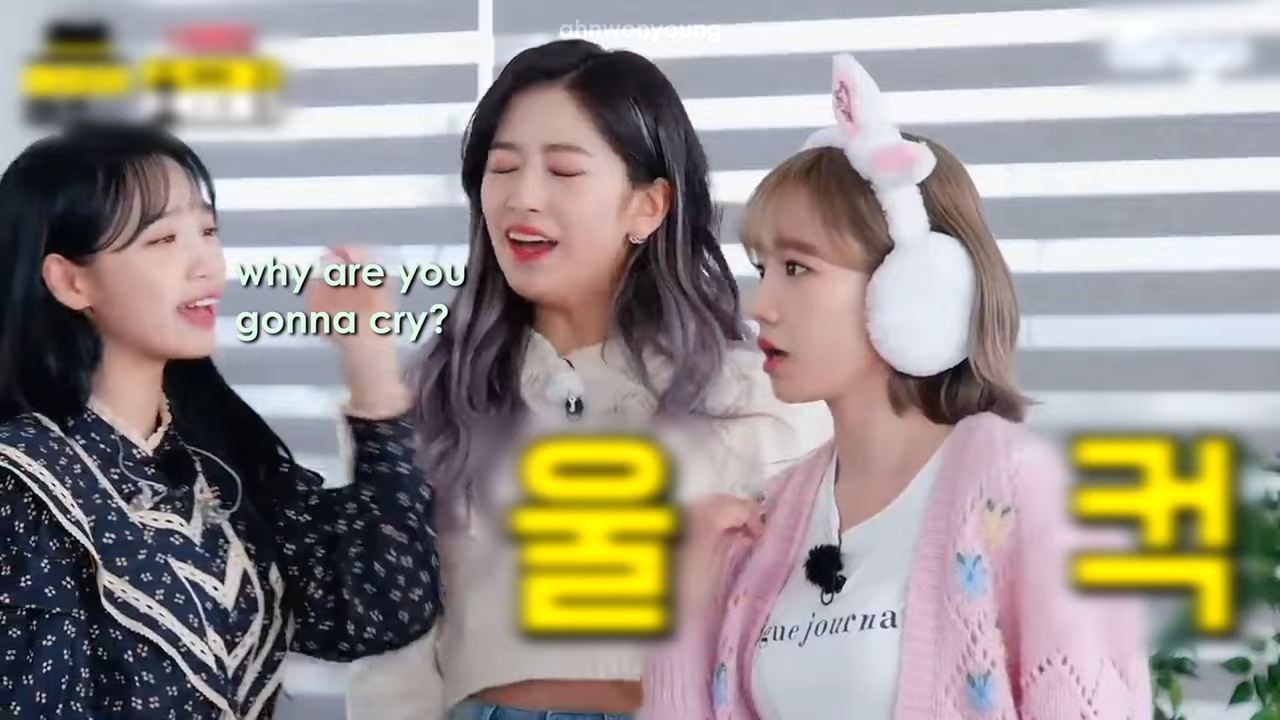 ahnwonyoung
why are you
gonna cry?
울 컥
gue journa